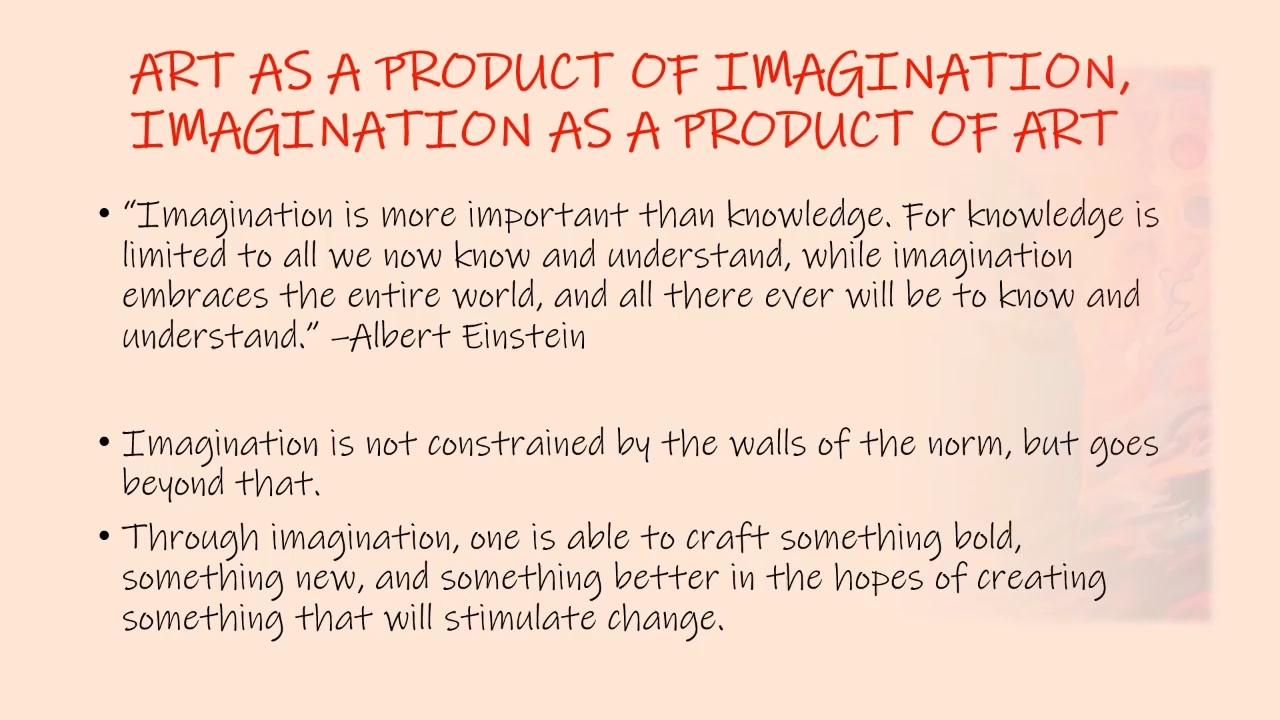 ART AS A PRODUCT OF IMAGINATION,
IMAGINATION AS A PRODUCT OF ART
• “Imagination is more important than knowledge. For knowledge is
limited to all we now know and understand, while imagination
embraces the entire world, and all there ever will be to know and
understand.” –Albert Einstein
• Imagination is not constrained by the walls of the norm, but goes
beyond that.
• Through imagination, one is able to craft something bold,
something new, and something better in the hopes of creating
something that will stimulate change.